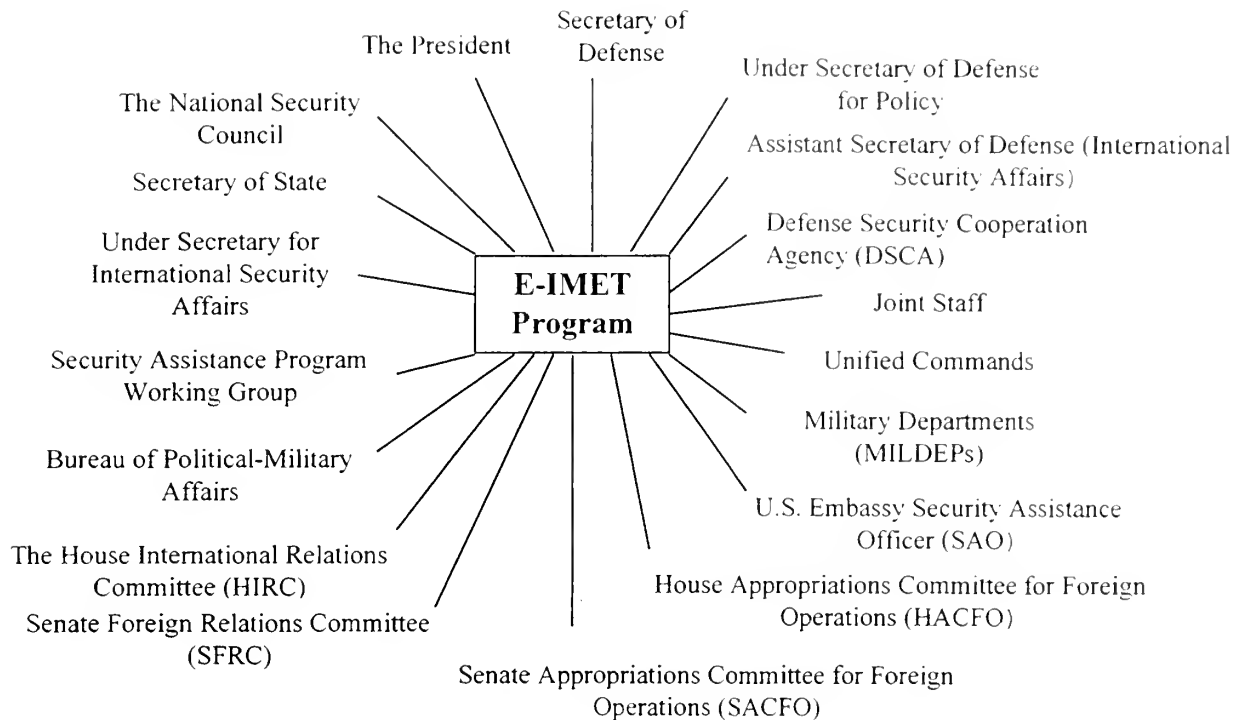 Secretary of
Defense
The President
Under Secretary of Defense
for Policy
The National Security
Council
Assistant Secretary of Defense (International
Security Affairs)
Secretary of State
Defense Security Cooperation
Agency (DSCA)
Under Secretary for
International Security
Affairs
E-IMET
Program
Joint Staff
Security Assistance Program
Working Group
Unified Commands
Military Departments
(MILDEPs)
Bureau of Political-Military
Affairs
U.S. Embassy Security Assistance
Officer (SAO)
The House International Relations
Committee (HIRC)
House Appropriations Committee for Foreign
Operations (HACFO)
Senate Foreign Relations Committee
(SFRC)
Senate Appropriations Committee for Foreign
Operations (SACFO)